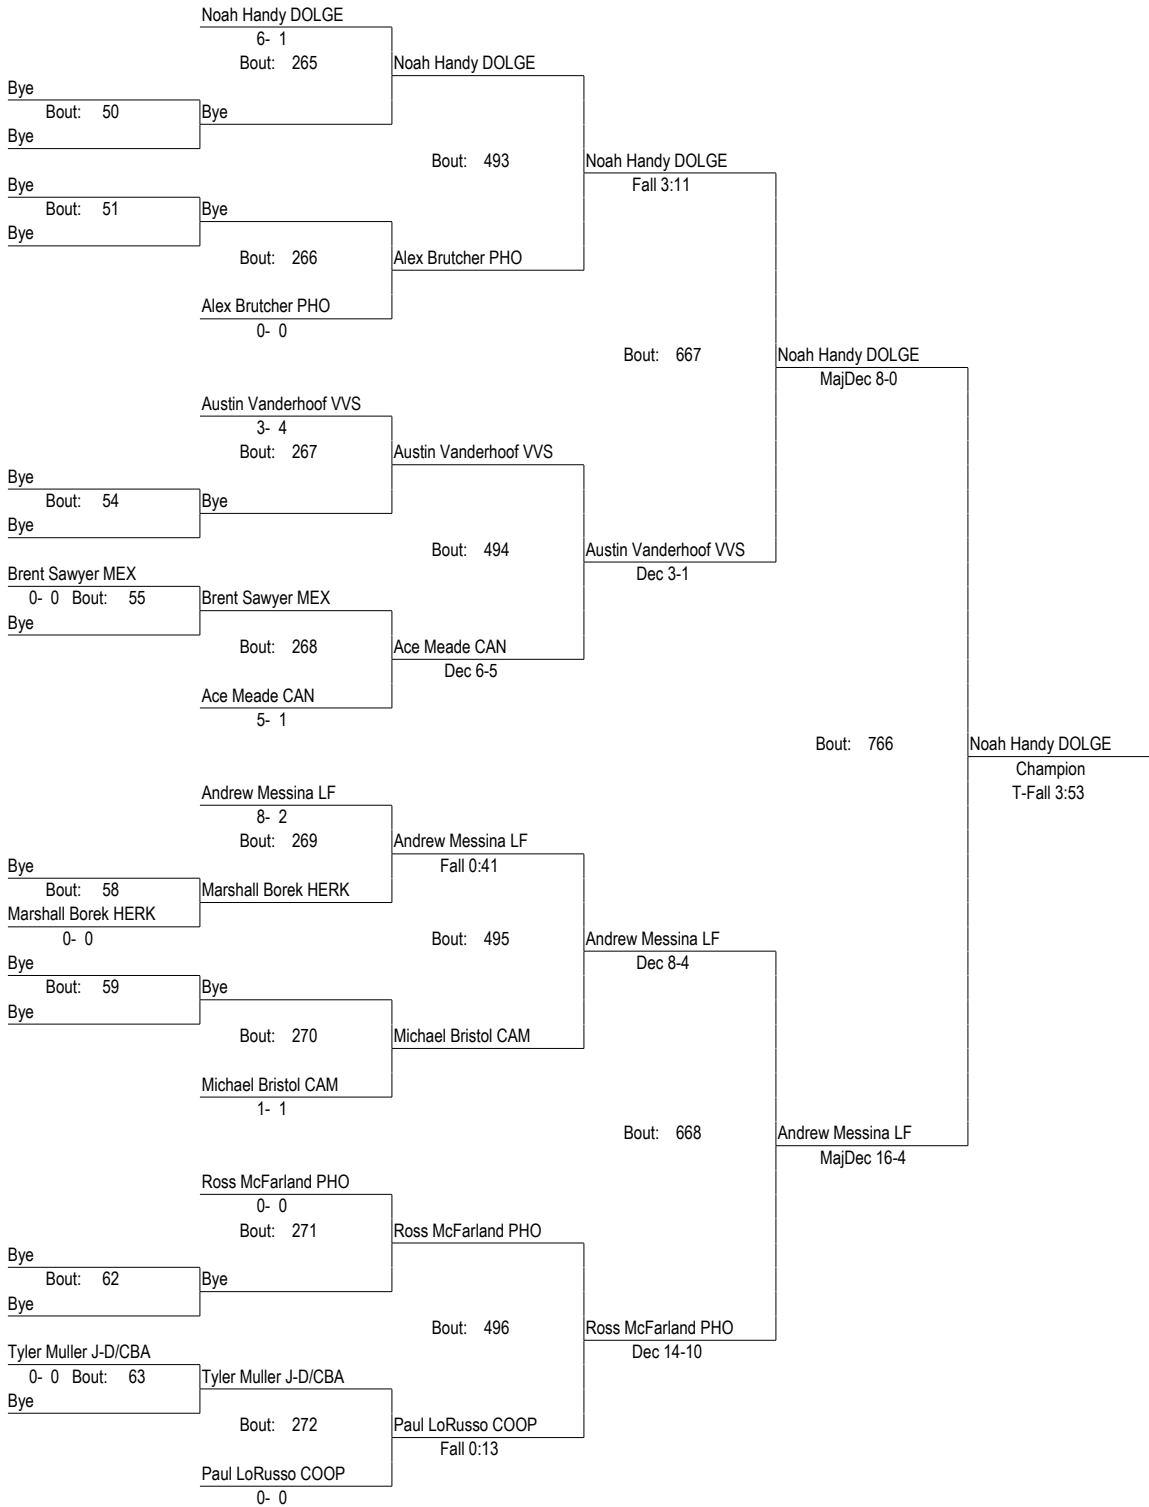 Noah Handy DOLGE
6- 1
Bout: 265
Noah Handy DOLGE
Bye
Bout: 50
Bye
Bye
Bout: 493
Noah Handy DOLGE
Fall 3:11
Bye
Bout: 51
Bye
Bye
Bout: 266
Alex Brutcher PHO
Alex Brutcher PHO
0- 0
Bout: 667
Noah Handy DOLGE
MajDec 8-0
Austin Vanderhoof VVS
3- 4
Bout: 267
Austin Vanderhoof VVS
Bye
Bout: 54
Bye
Bye
Bout: 494
Austin Vanderhoof VVS
Dec 3-1
Brent Sawyer MEX
0- 0 Bout: 55
Brent Sawyer MEX
Bye
Bout: 268
Ace Meade CAN
Dec 6-5
Ace Meade CAN
5- 1
Bout: 766
Noah Handy DOLGE
Champion
T-Fall 3:53
Andrew Messina LF
8- 2
Bout: 269
Andrew Messina LF
Fall 0:41
Bye
Bout: 58
Marshall Borek HERK
Marshall Borek HERK
0- 0
Bout: 495
Andrew Messina LF
Dec 8-4
Bye
Bout: 59
Bye
Bye
Bout: 270
Michael Bristol CAM
Michael Bristol CAM
1- 1
Bout: 668
Andrew Messina LF
MajDec 16-4
Ross McFarland PHO
0- 0
Bout: 271
Ross McFarland PHO
Bye
Bout: 62
Bye
Bye
Bout: 496
Ross McFarland PHO
Dec 14-10
Tyler Muller J-D/CBA
0- 0 Bout: 63
Tyler Muller J-D/CBA
Bye
Bout: 272
Paul LoRusso COOP
Fall 0:13
Paul LoRusso COOP
0- 0